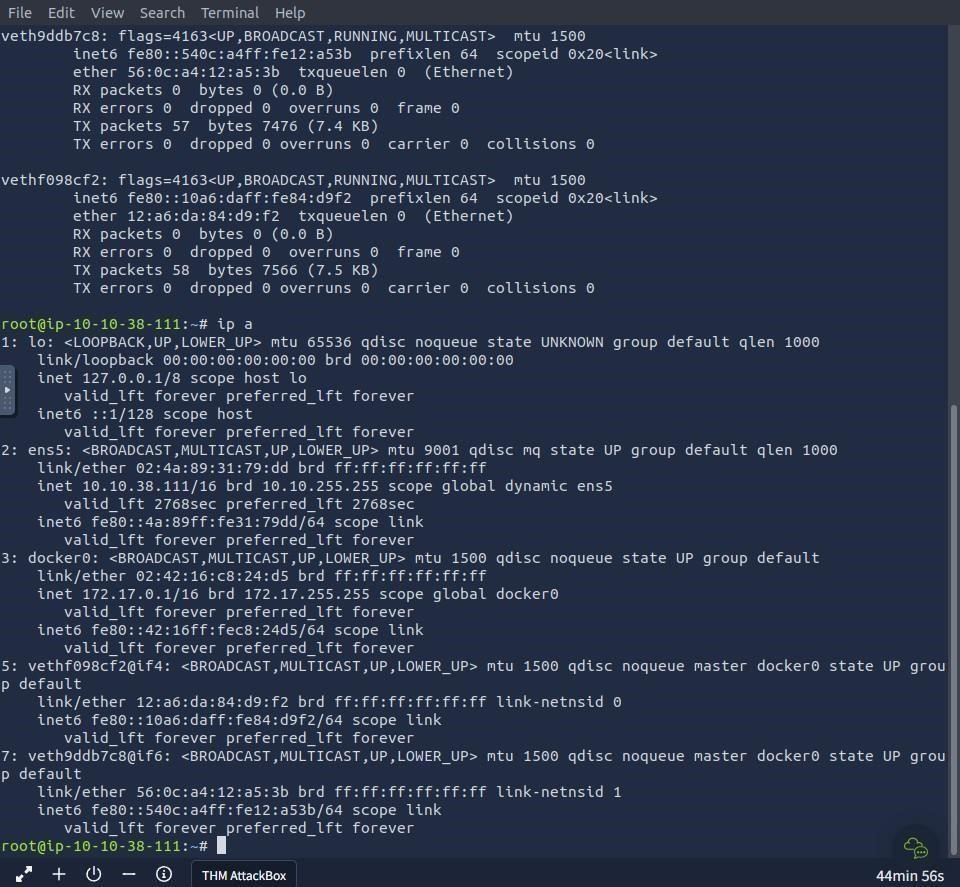 File Edit View Search Terminal Help
veth9ddb7c8: flags=4163<UP,BROADCAST,RUNNING,MULTICAST>  mtu 1500
        inet6 fe80::540c:a4ff:fe12:a53b  prefixlen 64  scopeid 0x20<link>
        ether 56:0c:a4:12:a5:3b  txqueuelen 0  (Ethernet)
        RX packets 0  bytes 0 (0.0 B)
        RX errors 0  dropped 0  overruns 0  frame 0
        TX packets 57  bytes 7476 (7.4 KB)
        TX errors 0  dropped 0 overruns 0  carrier 0  collisions 0

vethf098cf2: flags=4163<UP,BROADCAST,RUNNING,MULTICAST>  mtu 1500
        inet6 fe80::10a6:daff:fe84:d9f2  prefixlen 64  scopeid 0x20<link>
        ether 12:a6:da:84:d9:f2  txqueuelen 0  (Ethernet)
        RX packets 0  bytes 0 (0.0 B)
        RX errors 0  dropped 0  overruns 0  frame 0
        TX packets 58  bytes 7566 (7.5 KB)
        TX errors 0  dropped 0 overruns 0  carrier 0  collisions 0

root@ip-10-10-38-111:~# ip a
1: lo: <LOOPBACK,UP,LOWER_UP> mtu 65536 qdisc noqueue state UNKNOWN group default qlen 1000
    link/loopback 00:00:00:00:00:00 brd 00:00:00:00:00:00
    inet 127.0.0.1/8 scope host lo
       valid_lft forever preferred_lft forever
    inet6 ::1/128 scope host
       valid_lft forever preferred_lft forever
2: ens5: <BROADCAST,MULTICAST,UP,LOWER_UP> mtu 9001 qdisc mq state UP group default qlen 1000
    link/ether 02:4a:89:31:79:dd brd ff:ff:ff:ff:ff:ff
    inet 10.10.38.111/16 brd 10.10.255.255 scope global dynamic ens5
       valid_lft 2768sec preferred_lft 2768sec
    inet6 fe80::4a:89ff:fe31:79dd/64 scope link
       valid_lft forever preferred_lft forever
3: docker0: <BROADCAST,MULTICAST,UP,LOWER_UP> mtu 1500 qdisc noqueue state UP group default
    link/ether 02:42:16:c8:24:d5 brd ff:ff:ff:ff:ff:ff
    inet 172.17.0.1/16 brd 172.17.255.255 scope global docker0
       valid_lft forever preferred_lft forever
    inet6 fe80::42:16ff:fec8:24d5/64 scope link
       valid_lft forever preferred_lft forever
5: vethf098cf2@if4: <BROADCAST,MULTICAST,UP,LOWER_UP> mtu 1500 qdisc noqueue master docker0 state UP grou
p default
    link/ether 12:a6:da:84:d9:f2 brd ff:ff:ff:ff:ff:ff link-netnsid 0
    inet6 fe80::10a6:daff:fe84:d9f2/64 scope link
       valid_lft forever preferred_lft forever
7: veth9ddb7c8@if6: <BROADCAST,MULTICAST,UP,LOWER_UP> mtu 1500 qdisc noqueue master docker0 state UP grou
p default
    link/ether 56:0c:a4:12:a5:3b brd ff:ff:ff:ff:ff:ff link-netnsid 1
    inet6 fe80::540c:a4ff:fe12:a53b/64 scope link
       valid_lft forever preferred_lft forever
root@ip-10-10-38-111:~#
THM AttackBox
44min 56s